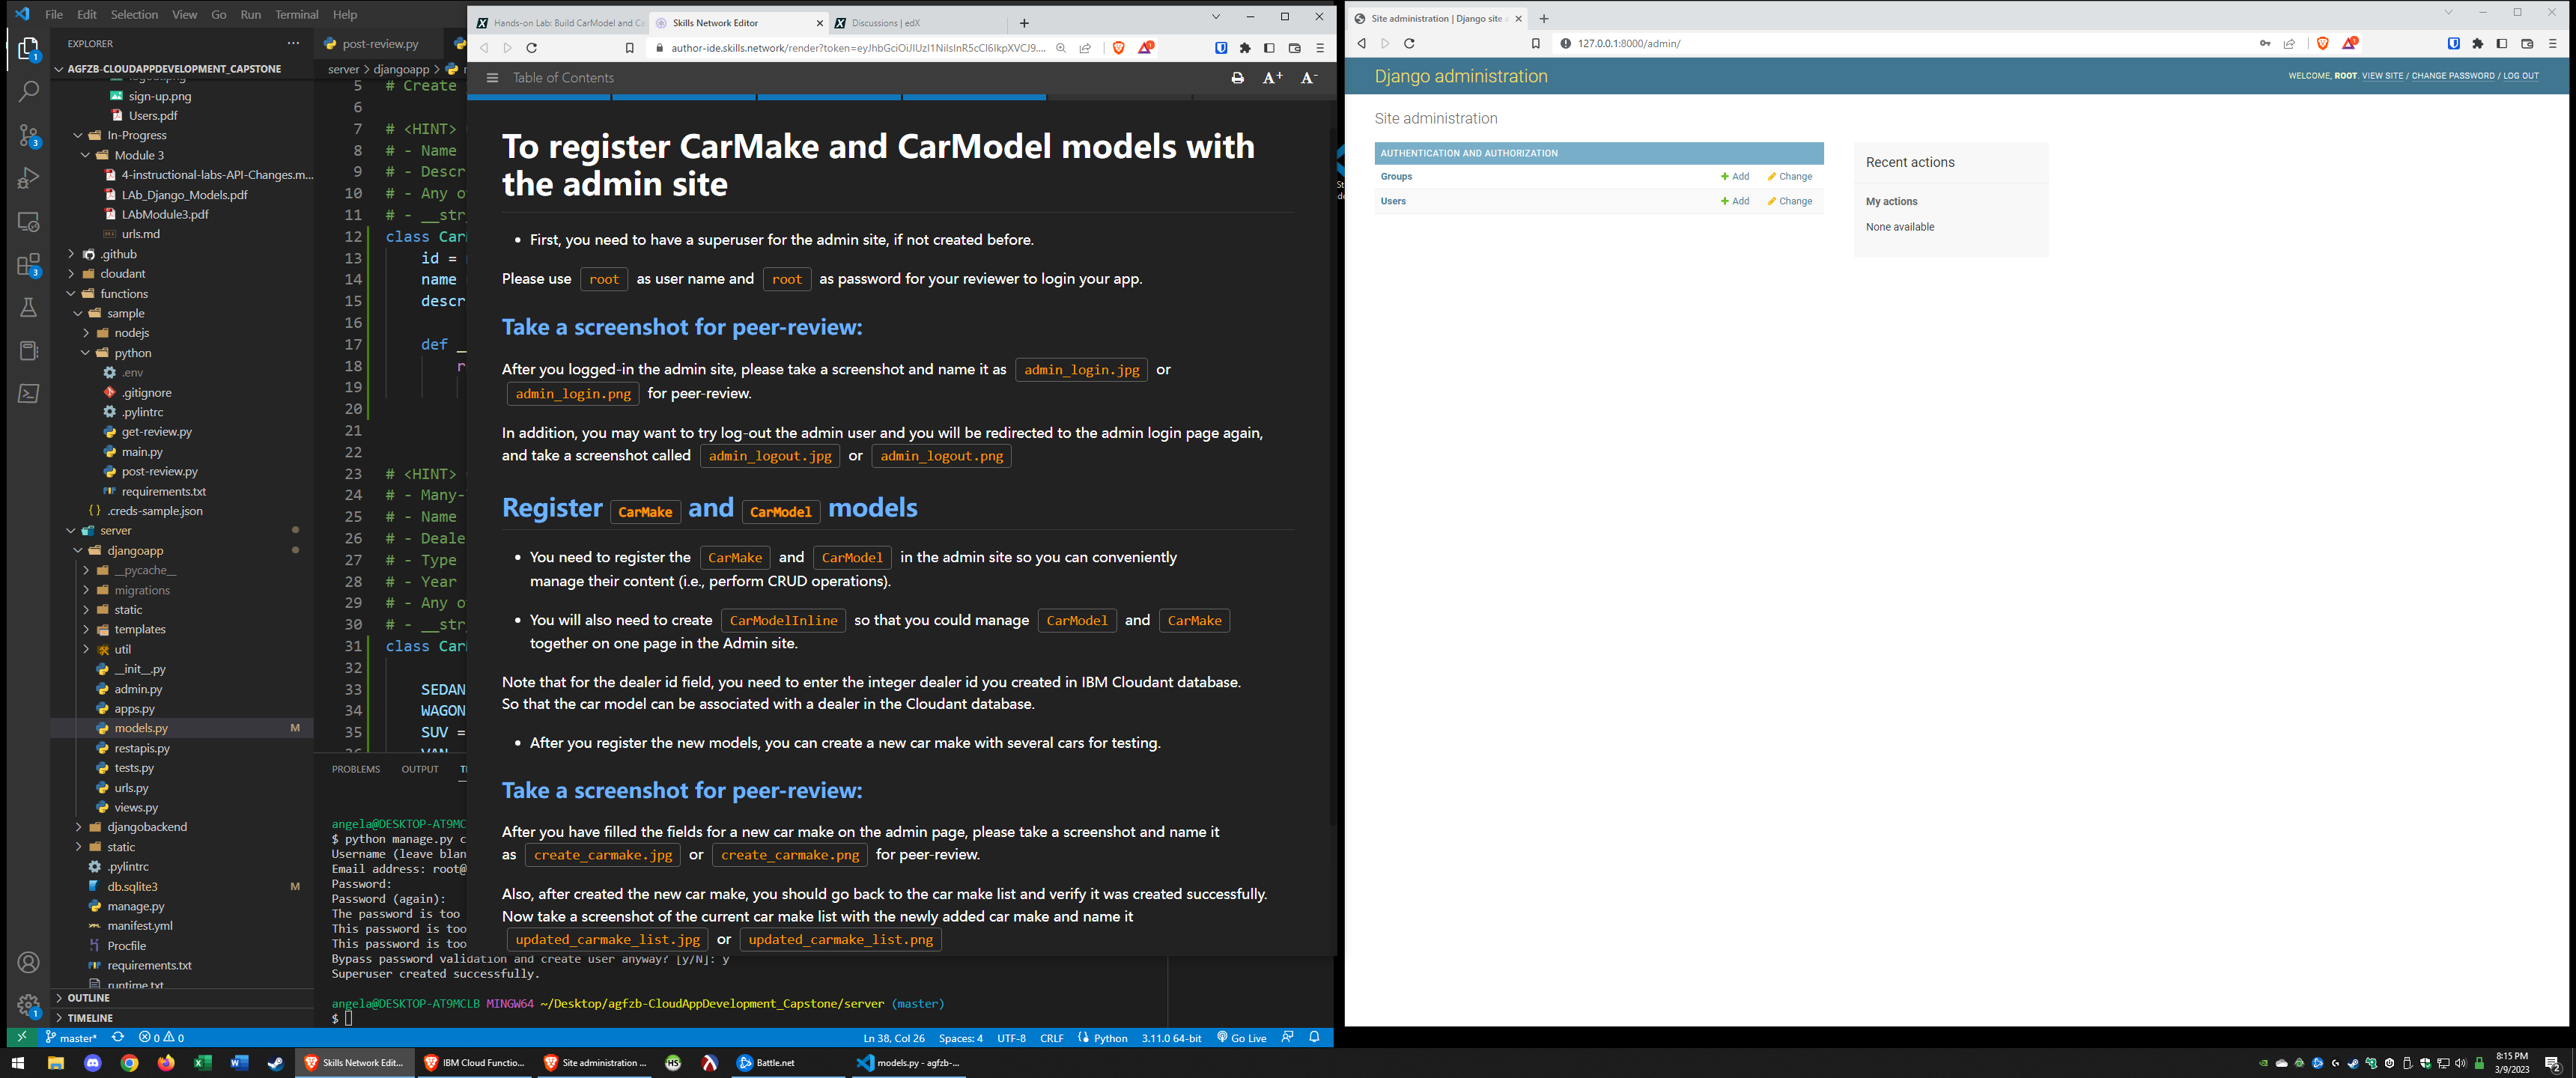 File Edit Selection View Go Run Terminal Help
EXPLORER
AGFZB-CLOUDAPPDEVELOPMENT_CAPSTONE
sign-up.png
Users.pdf
In-Progress
Module 3
4-instructional-labs-API-Changes.m...
LAb_Django_Models.pdf
LAbModule3.pdf
urls.md
.github
cloudant
functions
sample
nodejs
python
.env
.gitignore
.pylintrc
get-review.py
main.py
post-review.py
requirements.txt
.creds-sample.json
server
djangoapp
__pycache__
migrations
static
templates
util
__init__.py
admin.py
apps.py
models.py M
restapis.py
tests.py
urls.py
views.py
djangobackend
static
.pylintrc
db.sqlite3 M
manage.py
manifest.yml
Procfile
requirements.txt
runtime.txt
OUTLINE
TIMELINE
post-review.py
server > djangoapp >
5 # Create
6
7 # <HINT>
8 # - Name
9 # - Descr
10 # - Any o
11 # - __str
12 class Car
13 id =
14 name
15 descr
16
17 def _
18 r
19
20
21
22
23 # <HINT>
24 # - Many-
25 # - Name
26 # - Deale
27 # - Type
28 # - Year
29 # - Any o
30 # - __str
31 class Car
32
33 SEDAN
34 WAGON
35 SUV =
PROBLEMS OUTPUT
angela@DESKTOP-AT9MC
$ python manage.py c
Username (leave blan
Email address: root@
Password:
Password (again):
The password is too
This password is too
This password is too
Bypass password validation and create user anyway? [y/N]: y
Superuser created successfully.
angela@DESKTOP-AT9MCLB MINGW64 ~/Desktop/agfzb-CloudAppDevelopment_Capstone/server (master)
$
master* 0 0 Ln 38, Col 26 Spaces: 4 UTF-8 CRLF Python 3.11.0 64-bit Go Live
Hands-on Lab: Build CarModel and Ca
Skills Network Editor
Discussions | edX
author-ide.skills.network/render?token=eyJhbGciOiJIUzI1NiIsInR5cCI6IkpXVCJ9....
Table of Contents
A+ A-
To register CarMake and CarModel models with
the admin site
• First, you need to have a superuser for the admin site, if not created before.
Please use root as user name and root as password for your reviewer to login your app.
Take a screenshot for peer-review:
After you logged-in the admin site, please take a screenshot and name it as admin_login.jpg or
admin_login.png for peer-review.
In addition, you may want to try log-out the admin user and you will be redirected to the admin login page again,
and take a screenshot called admin_logout.jpg or admin_logout.png
Register CarMake and CarModel models
• You need to register the CarMake and CarModel in the admin site so you can conveniently
manage their content (i.e., perform CRUD operations).
• You will also need to create CarModelInline so that you could manage CarModel and CarMake
together on one page in the Admin site.
Note that for the dealer id field, you need to enter the integer dealer id you created in IBM Cloudant database.
So that the car model can be associated with a dealer in the Cloudant database.
• After you register the new models, you can create a new car make with several cars for testing.
Take a screenshot for peer-review:
After you have filled the fields for a new car make on the admin page, please take a screenshot and name it
as create_carmake.jpg or create_carmake.png for peer-review.
Also, after created the new car make, you should go back to the car make list and verify it was created successfully.
Now take a screenshot of the current car make list with the newly added car make and name it
updated_carmake_list.jpg or updated_carmake_list.png
Site administration | Django site
127.0.0.1:8000/admin/
Django administration
WELCOME, ROOT. VIEW SITE / CHANGE PASSWORD / LOG OUT
Site administration
AUTHENTICATION AND AUTHORIZATION
Groups Add Change
Users Add Change
Recent actions
My actions
None available
Skills Network Edit...
IBM Cloud Functio...
Site administration ...
Battle.net
models.py - agfzb-...
8:15 PM
3/9/2023